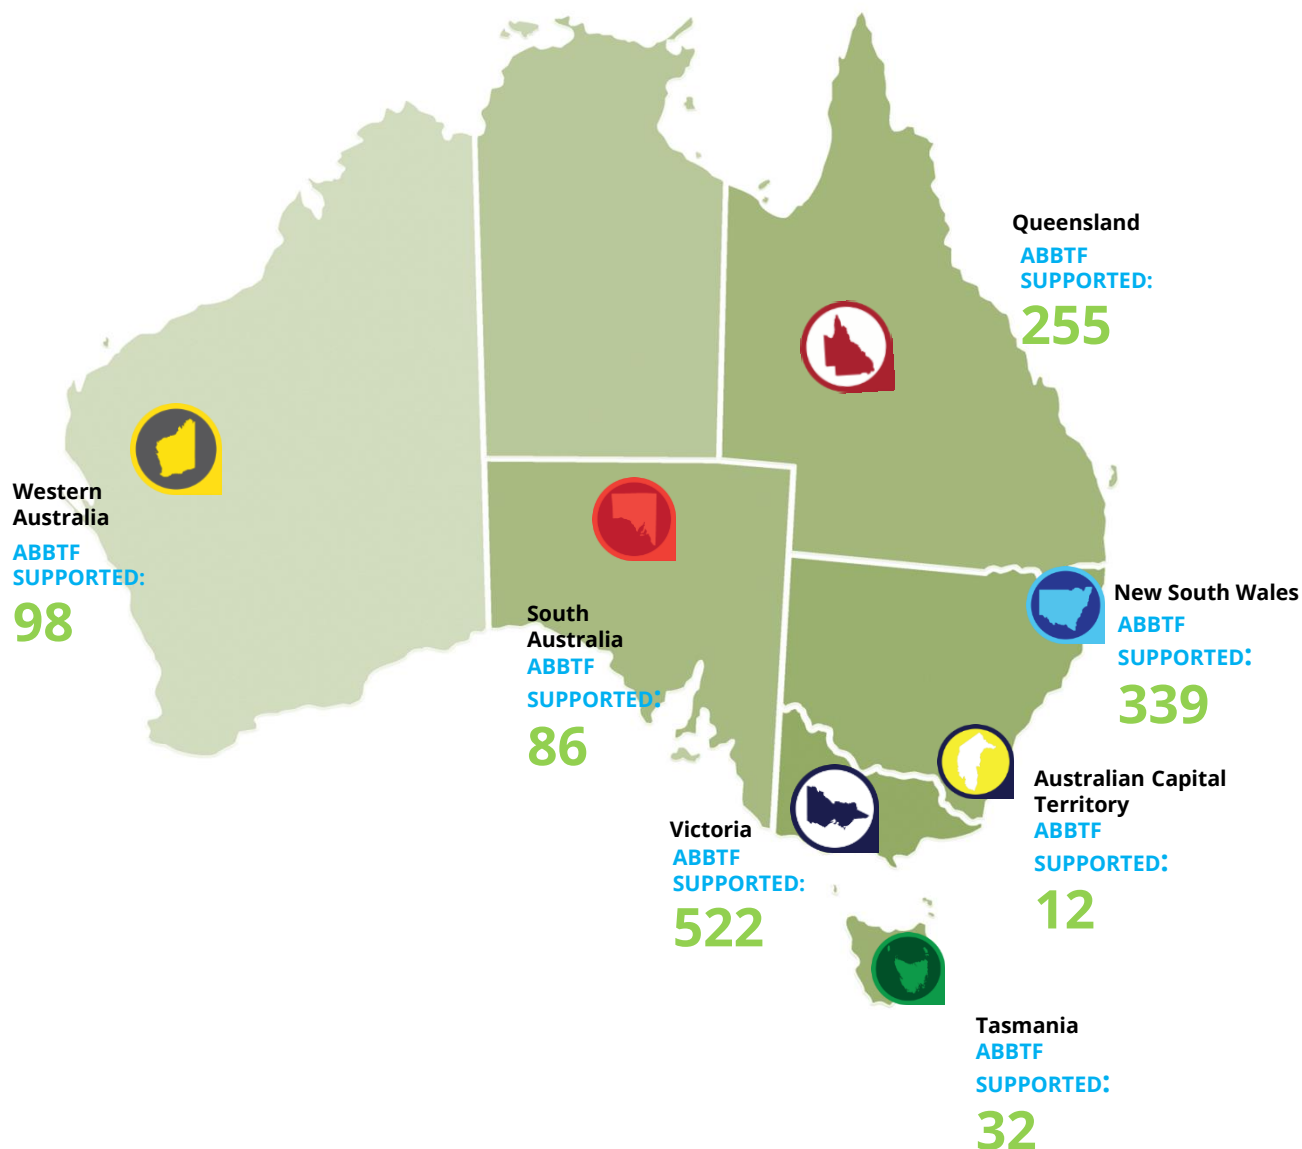 Queensland
ABBTF
SUPPORTED:
255
Western
Australia
ABBTF
SUPPORTED:
98
South
Australia
ABBTF
SUPPORTED:
86
New South Wales
ABBTF
SUPPORTED:
339
Australian Capital
Territory
ABBTF
SUPPORTED:
12
Victoria
ABBTF
SUPPORTED:
522
Tasmania
ABBTF
SUPPORTED:
32